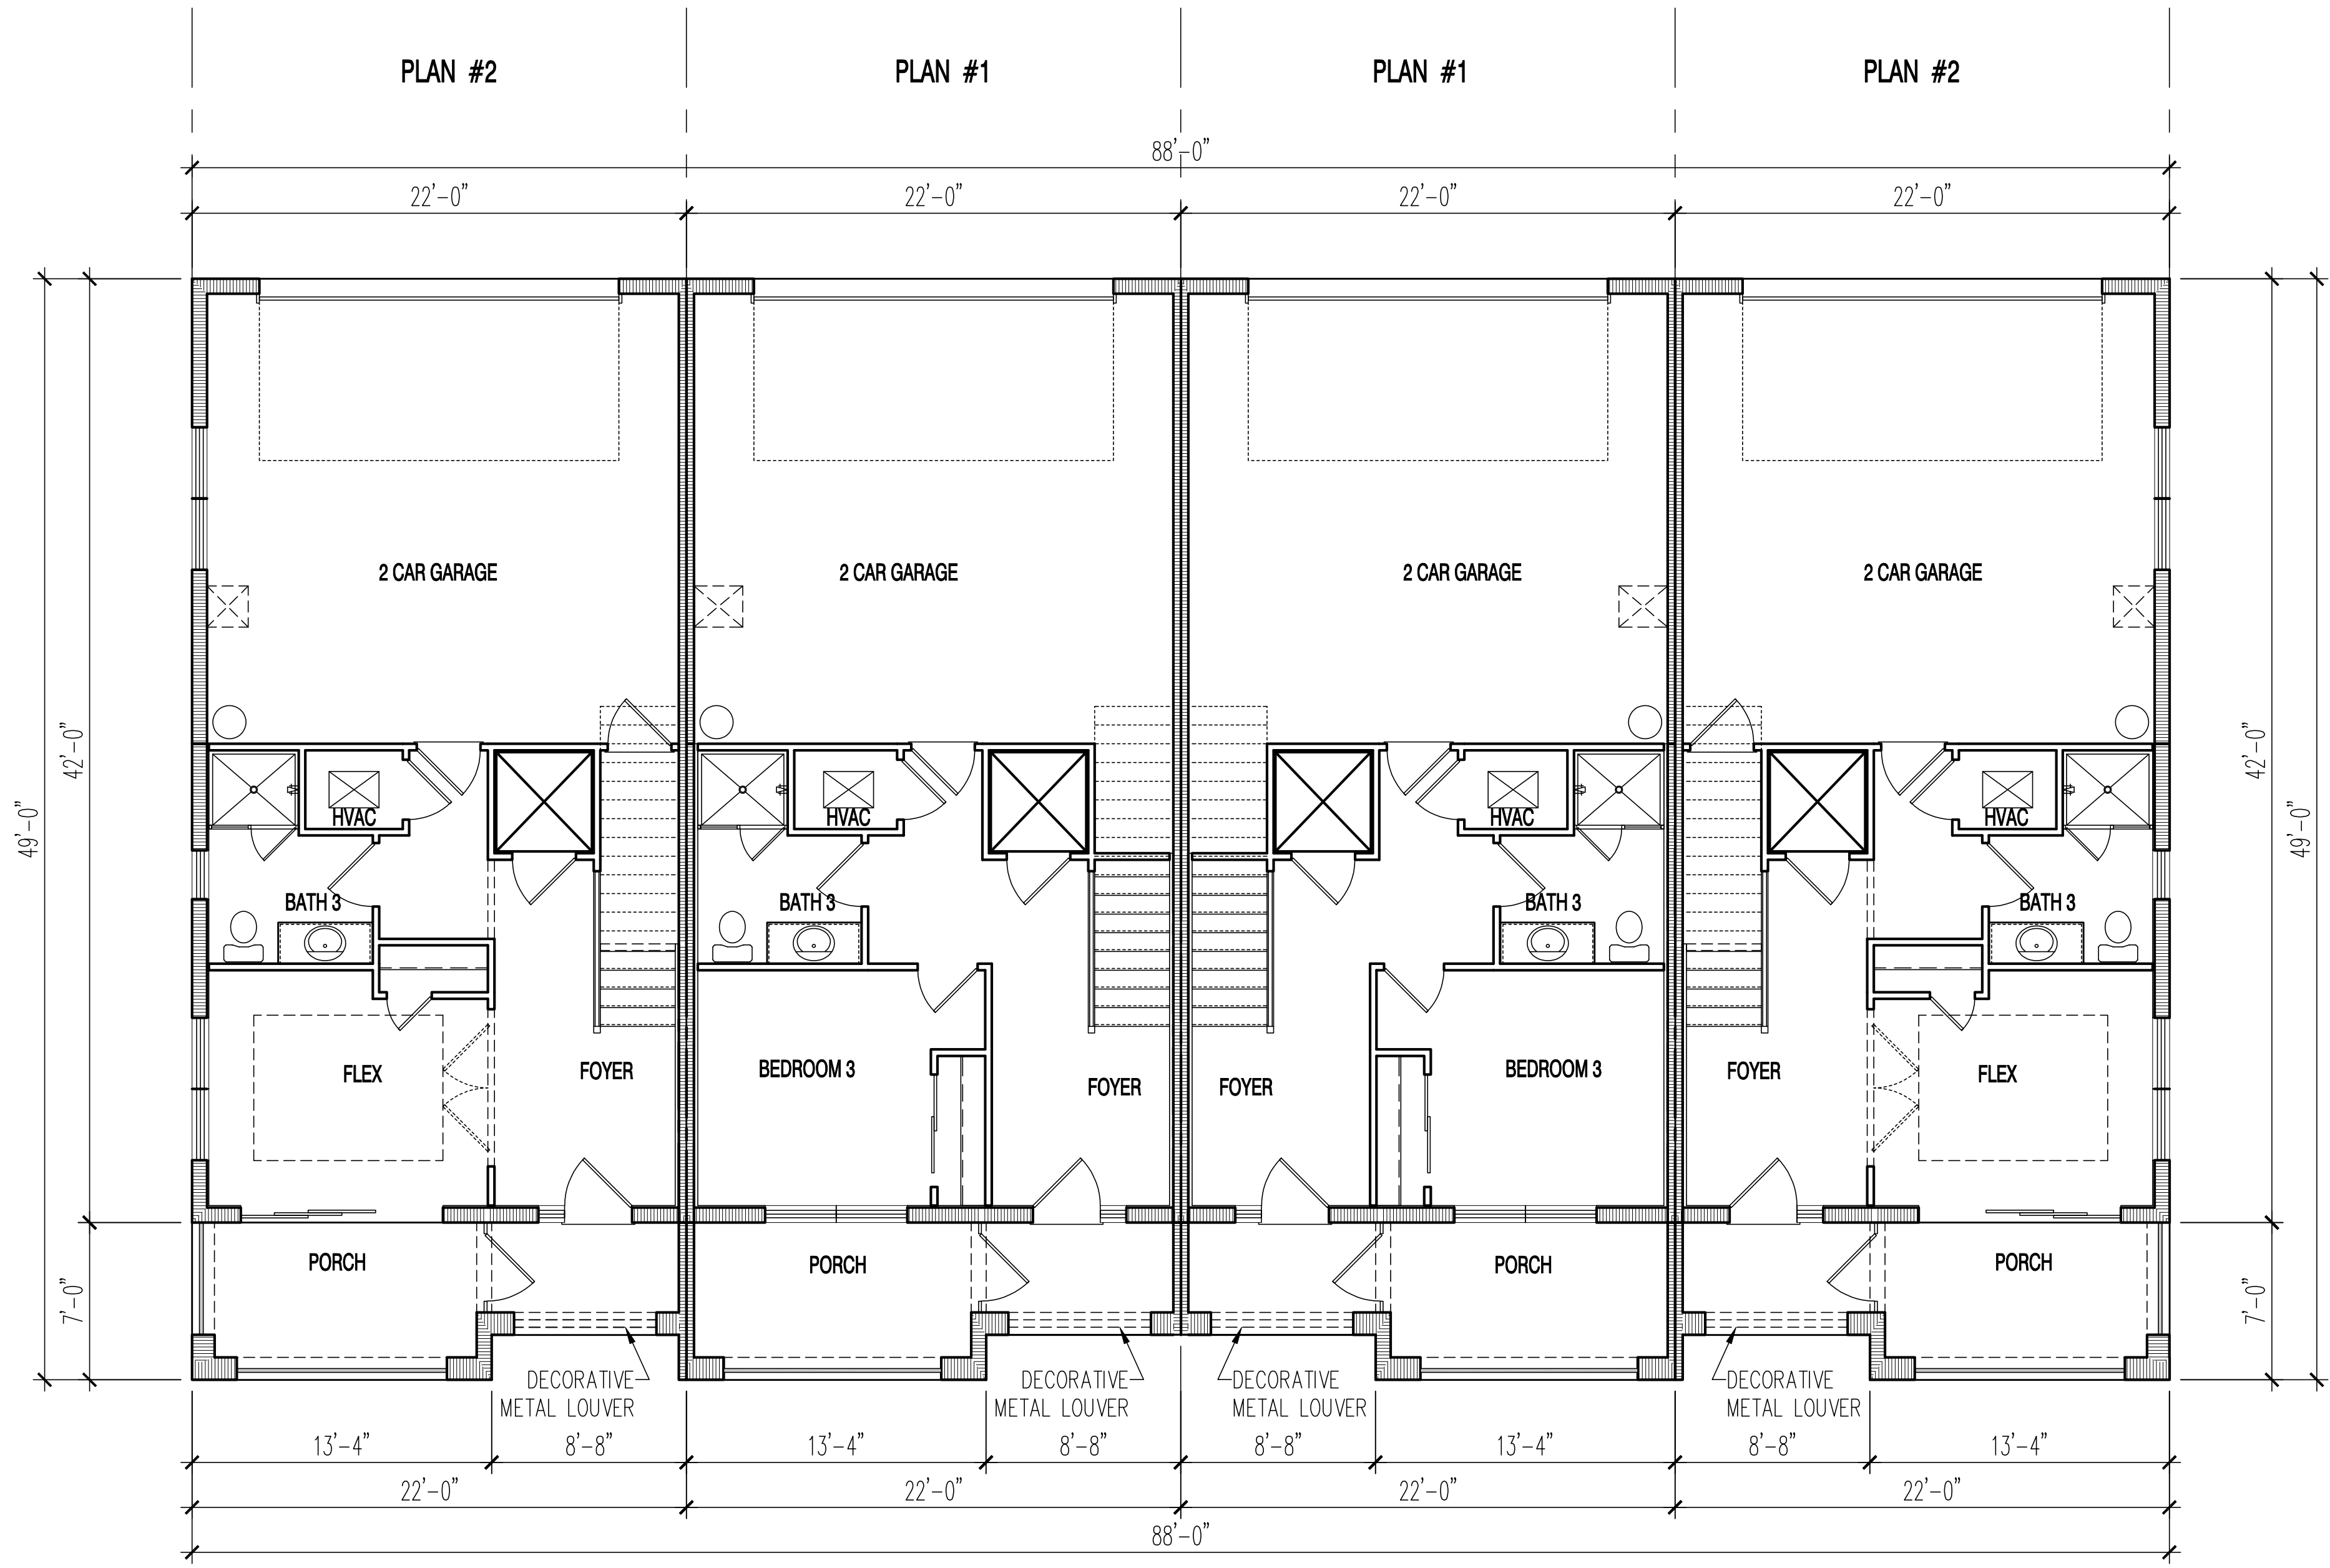 PLAN #2
PLAN #1
PLAN #1
PLAN #2
88'-0"
22'-0"
22'-0"
22'-0"
22'-0"
2 CAR GARAGE
2 CAR GARAGE
2 CAR GARAGE
2 CAR GARAGE
49'-0"
42'-0"
42'-0"
49'-0"
HVAC
HVAC
HVAC
HVAC
BATH 3
BATH 3
BATH 3
BATH 3
FLEX
FOYER
BEDROOM 3
FOYER
FOYER
BEDROOM 3
FOYER
FLEX
PORCH
PORCH
PORCH
PORCH
7'-0"
7'-0"
DECORATIVE
METAL LOUVER
DECORATIVE
METAL LOUVER
DECORATIVE
METAL LOUVER
DECORATIVE
METAL LOUVER
13'-4"
8'-8"
13'-4"
8'-8"
8'-8"
13'-4"
8'-8"
13'-4"
22'-0"
22'-0"
22'-0"
22'-0"
88'-0"